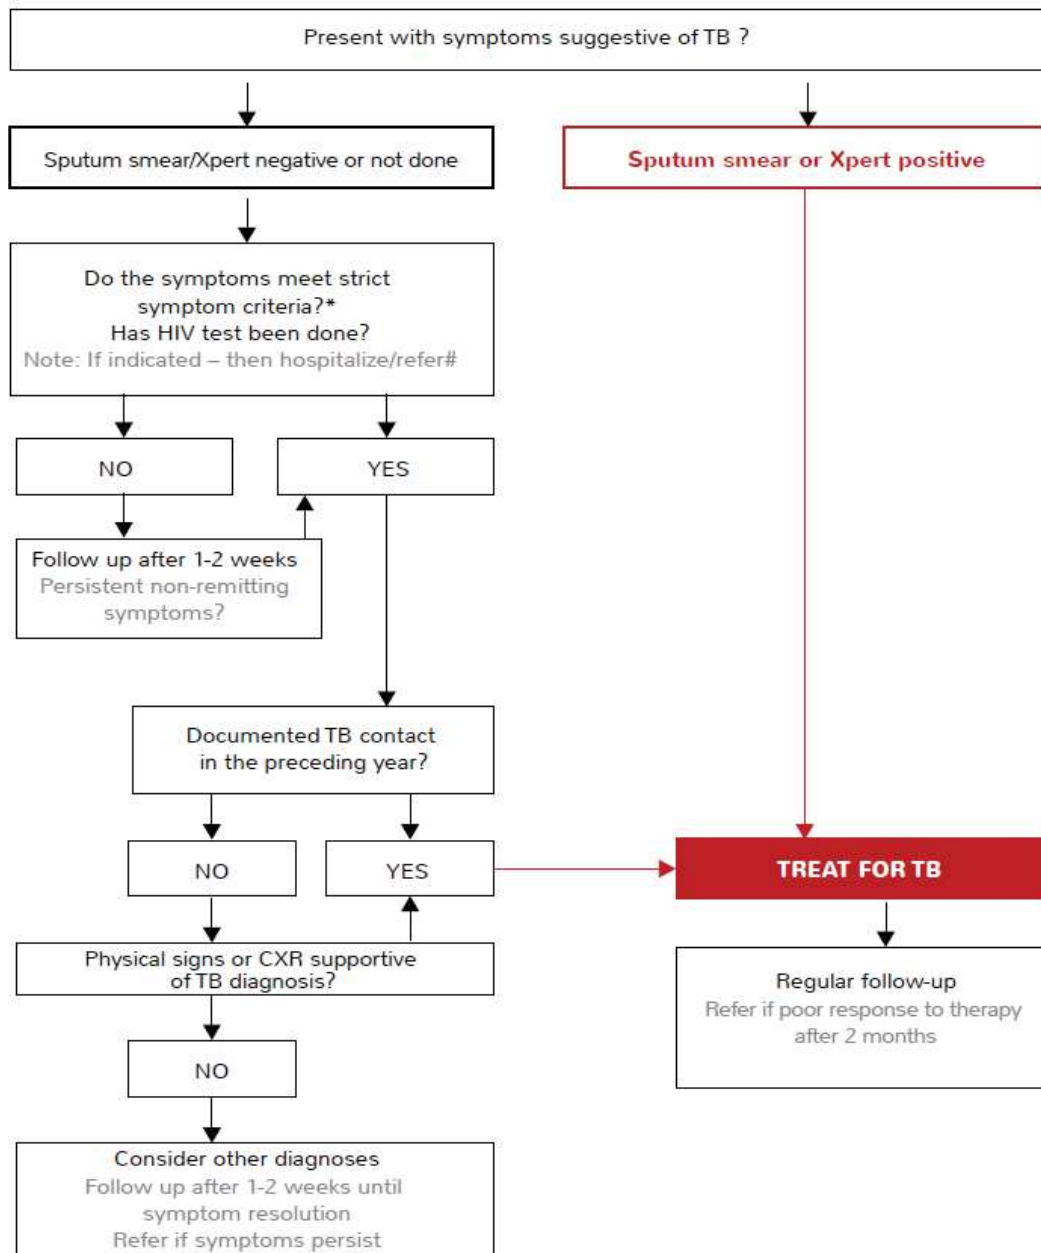 Present with symptoms suggestive of TB ?
Sputum smear/Xpert negative or not done
Sputum smear or Xpert positive
Do the symptoms meet strict
symptom criteria?*
Has HIV test been done?
Note: If indicated – then hospitalize/refer#
NO
YES
Follow up after 1-2 weeks
Persistent non-remitting
symptoms?
Documented TB contact
in the preceding year?
NO
YES
TREAT FOR TB
Physical signs or CXR supportive
of TB diagnosis?
Regular follow-up
Refer if poor response to therapy
after 2 months
NO
Consider other diagnoses
Follow up after 1-2 weeks until
symptom resolution
Refer if symptoms persist